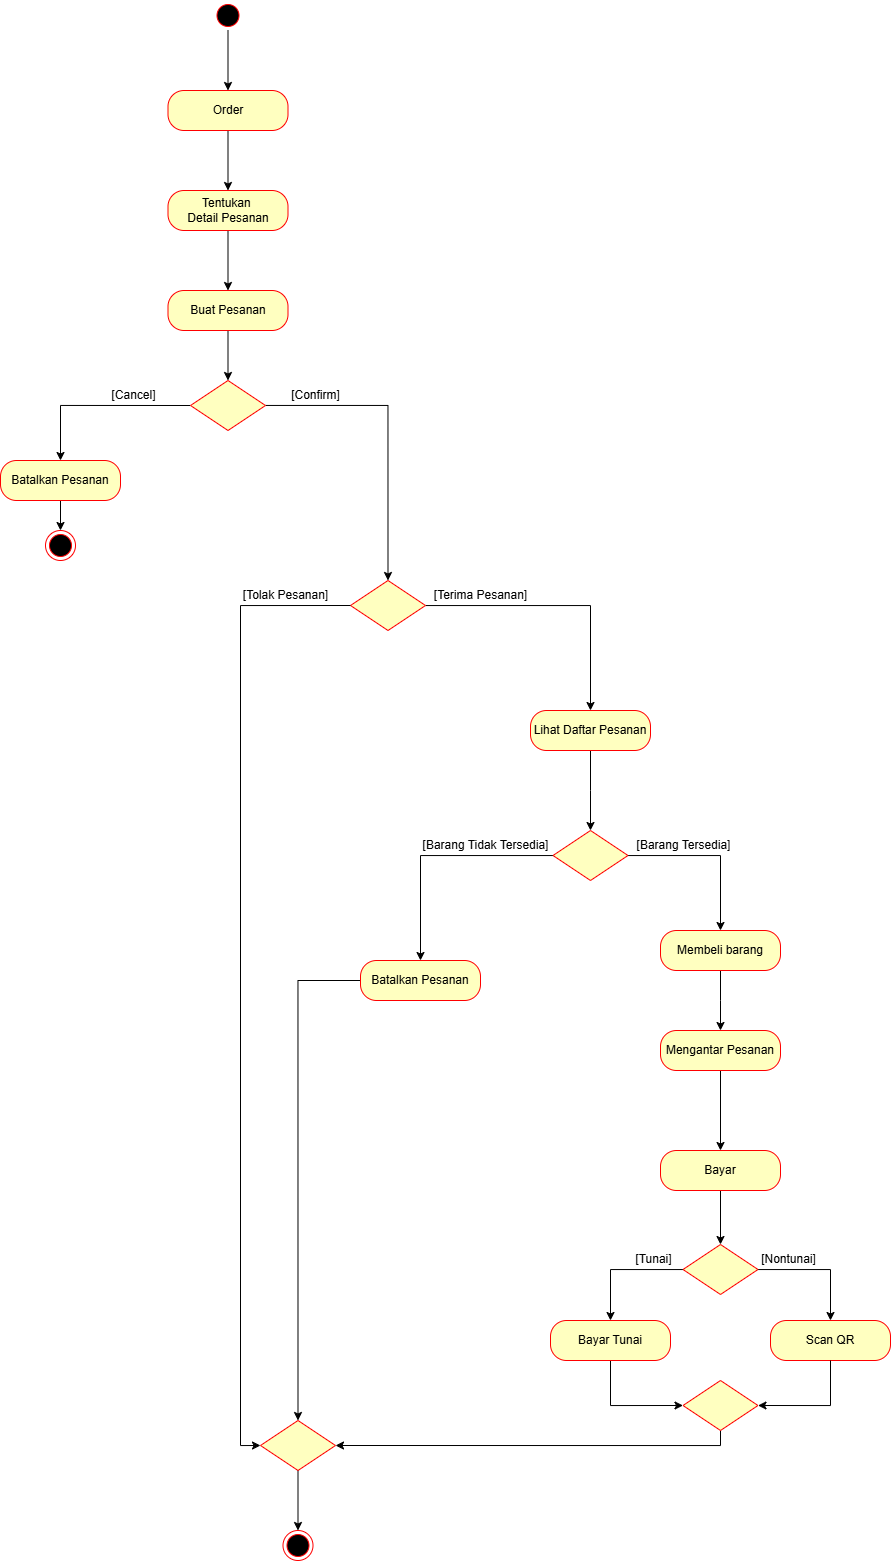 Order
Tentukan
Detail Pesanan
Buat Pesanan
[Cancel]
[Confirm]
Batalkan Pesanan
[Tolak Pesanan]
[Terima Pesanan]
Lihat Daftar Pesanan
[Barang Tidak Tersedia]
[Barang Tersedia]
Membeli barang
Batalkan Pesanan
Mengantar Pesanan
Bayar
[Tunai]
[Nontunai]
Bayar Tunai
Scan QR